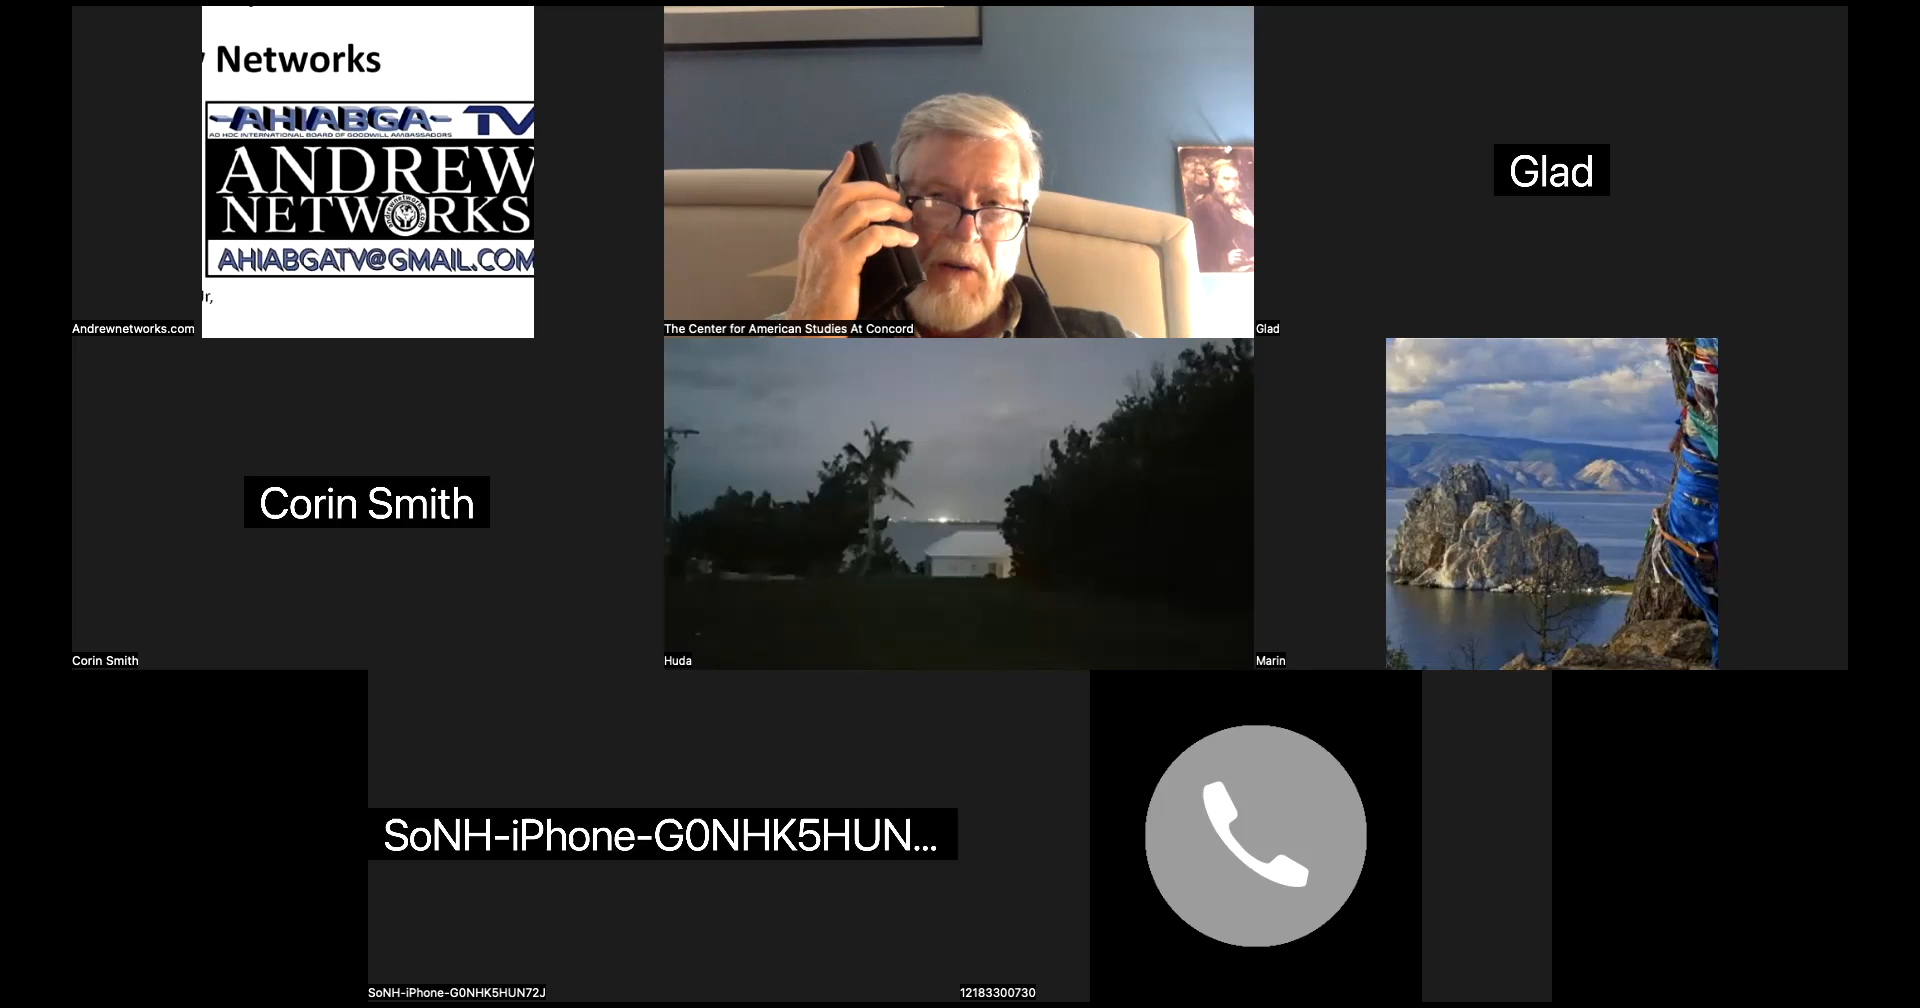 Networks
-AHIABGA- TV
AD HOC INTERNATIONAL BOARD OF GOODWILL AMBASSADORS
ANDREW
NETWORKS
AHIABGATV@GMAIL.COM
Jr,
Andrewnetworks.com
The Center for American Studies At Concord
Glad
Glad
Corin Smith
Corin Smith
Huda
Marin
SoNH-iPhone-G0NHK5HUN...
SoNH-iPhone-G0NHK5HUN72J
12183300730